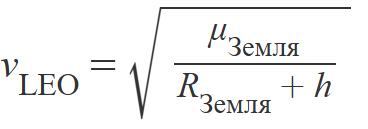 v_LEO = √(μ_Земля / (R_Земля + h))